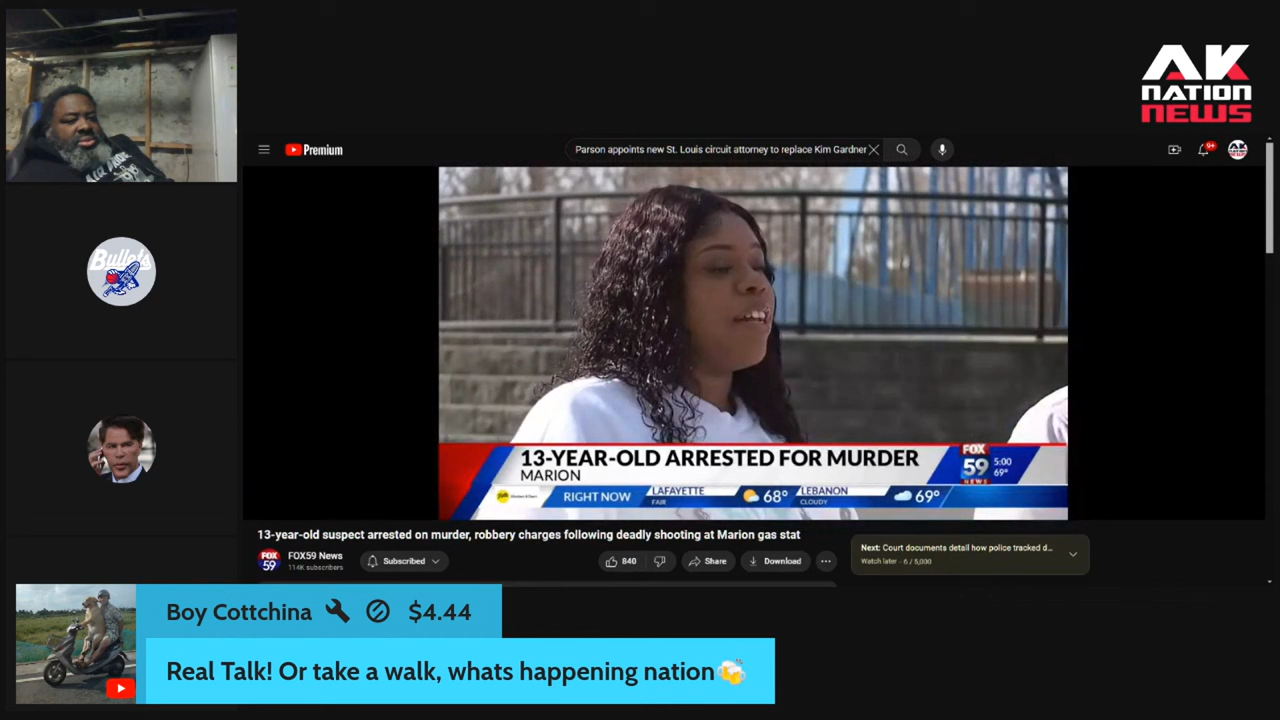 AK
NATION
NEWS
Premium
Parson appoints new St. Louis circuit attorney to replace Kim Gardner
9+
Bullets
13-YEAR-OLD ARRESTED FOR MURDER
MARION
FOX
59
NEWS
5:00
69°
RIGHT NOW
LAFAYETTE
FAIR
68°
LEBANON
CLOUDY
69°
13-year-old suspect arrested on murder, robbery charges following deadly shooting at Marion gas stat
FOX
59
FOX59 News
114K subscribers
Subscribed
840
Share
Download
Next: Court documents detail how police tracked d...
Watch later · 6 / 5,000
Boy Cottchina $4.44
Real Talk! Or take a walk, whats happening nation🍻